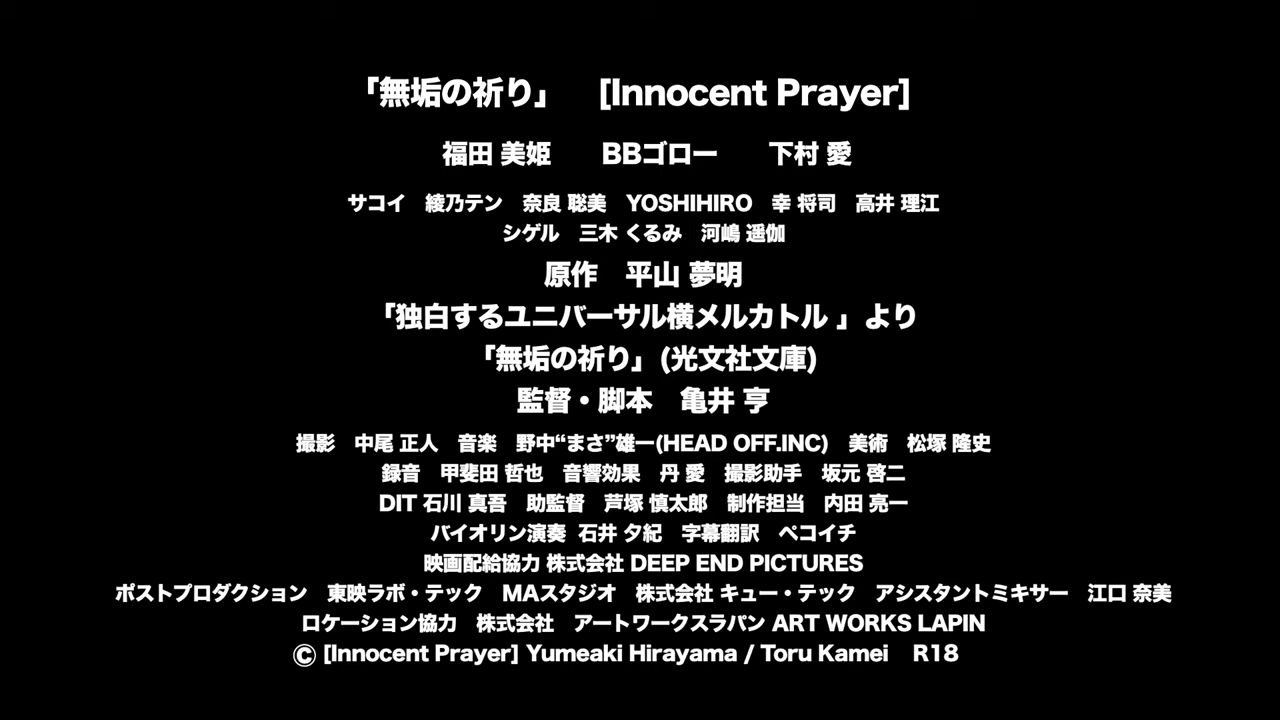 「無垢の祈り」　[Innocent Prayer]
福田 美姫　　BBゴロー　　下村 愛
サコイ　綾乃テン　奈良 聡美　YOSHIHIRO　幸 将司　高井 理江
シゲル　三木 くるみ　河嶋 遥伽
原作　平山 夢明
「独白するユニバーサル横メルカトル 」より
「無垢の祈り」(光文社文庫)
監督・脚本　亀井 亨
撮影　中尾 正人　音楽　野中“まさ”雄一(HEAD OFF.INC)　美術　松塚 隆史
録音　甲斐田 哲也　音響効果　丹 愛　撮影助手　坂元 啓二
DIT 石川 真吾　助監督　芦塚 慎太郎　制作担当　内田 亮一
バイオリン演奏 石井 夕紀　字幕翻訳　ペコイチ
映画配給協力 株式会社 DEEP END PICTURES
ポストプロダクション　東映ラボ・テック　MAスタジオ　株式会社 キュー・テック　アシスタントミキサー　江口 奈美
ロケーション協力　株式会社　アートワークスラパン ART WORKS LAPIN
© [Innocent Prayer] Yumeaki Hirayama / Toru Kamei　R18